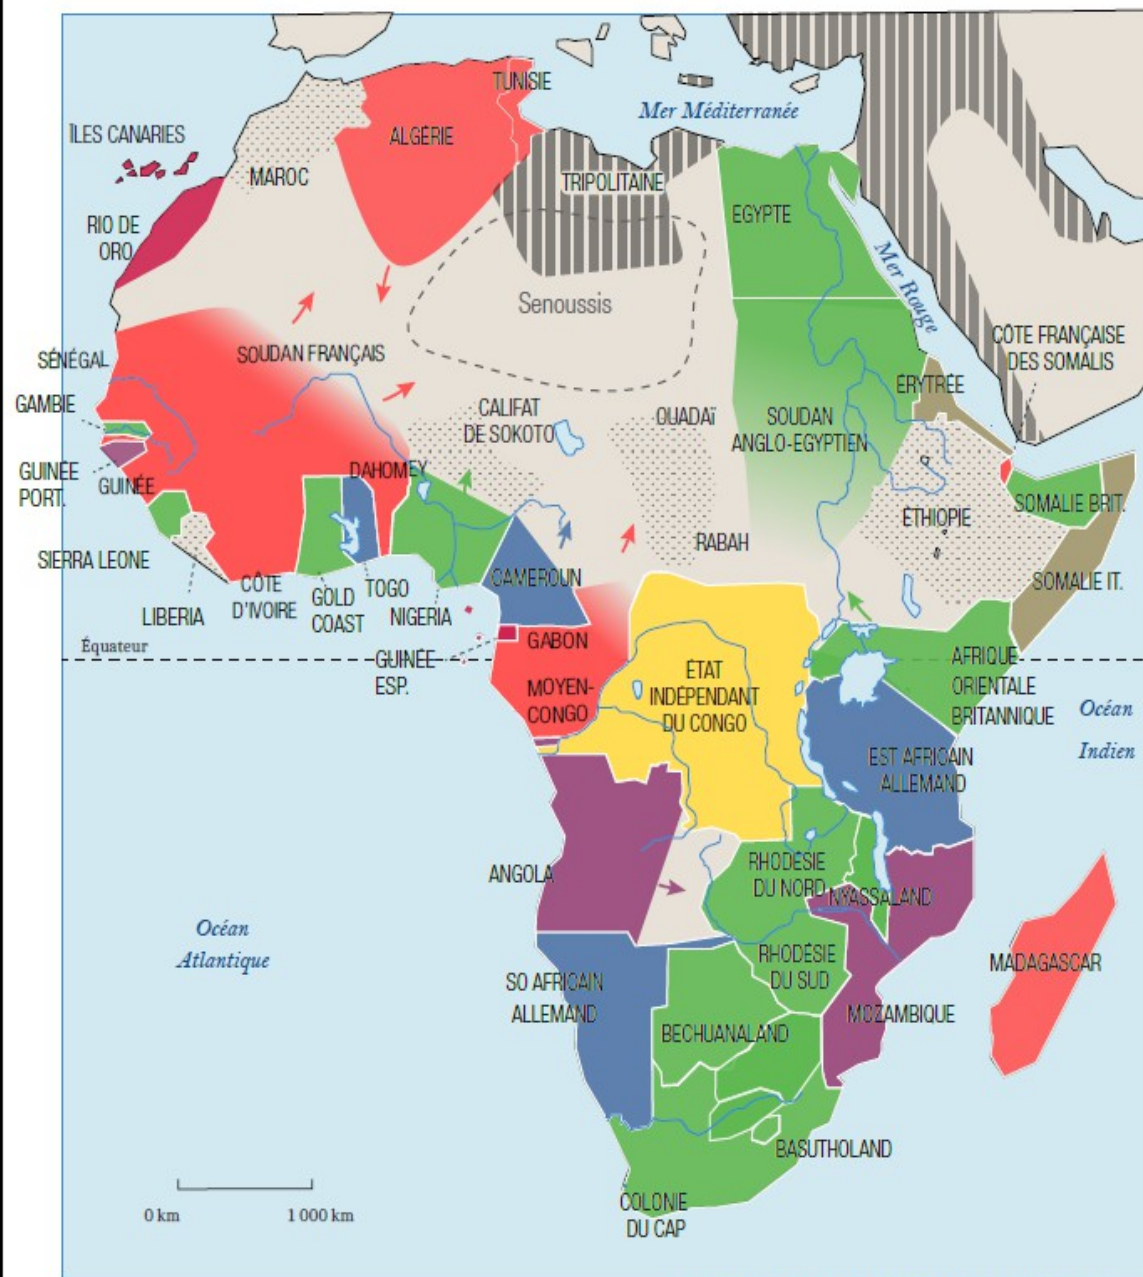 TUNISIE
Mer Méditerranée
ALGÉRIE
ÎLES CANARIES
MAROC
TRIPOLITAINE
EGYPTE
RIO DE
ORO
Mer Rouge
Senoussis
CÔTE FRANÇAISE
DES SOMALIS
SÉNÉGAL
SOUDAN FRANÇAIS
ÉRYTRÉE
GAMBIE
CALIFAT
DE SOKOTO
OUADAÏ
SOUDAN
ANGLO-EGYPTIEN
GUINÉE
PORT.
GUINÉE
DAHOMEY
SOMALIE BRIT.
ÉTHIOPIE
RABAH
SIERRA LEONE
LIBERIA
CÔTE
D'IVOIRE
GOLD
COAST
TOGO
NIGERIA
CAMEROUN
SOMALIE IT.
Équateur
GUINÉE
ESP.
GABON
MOYEN-
CONGO
ÉTAT
INDÉPENDANT
DU CONGO
AFRIQUE
ORIENTALE
BRITANNIQUE
Océan
Indien
EST AFRICAIN
ALLEMAND
ANGOLA
RHODÉSIE
DU NORD
NYASSALAND
Océan
Atlantique
RHODÉSIE
DU SUD
MADAGASCAR
SO AFRICAIN
ALLEMAND
MOZAMBIQUE
BECHUANALAND
BASUTHOLAND
COLONIE
DU CAP
0 km
1 000 km